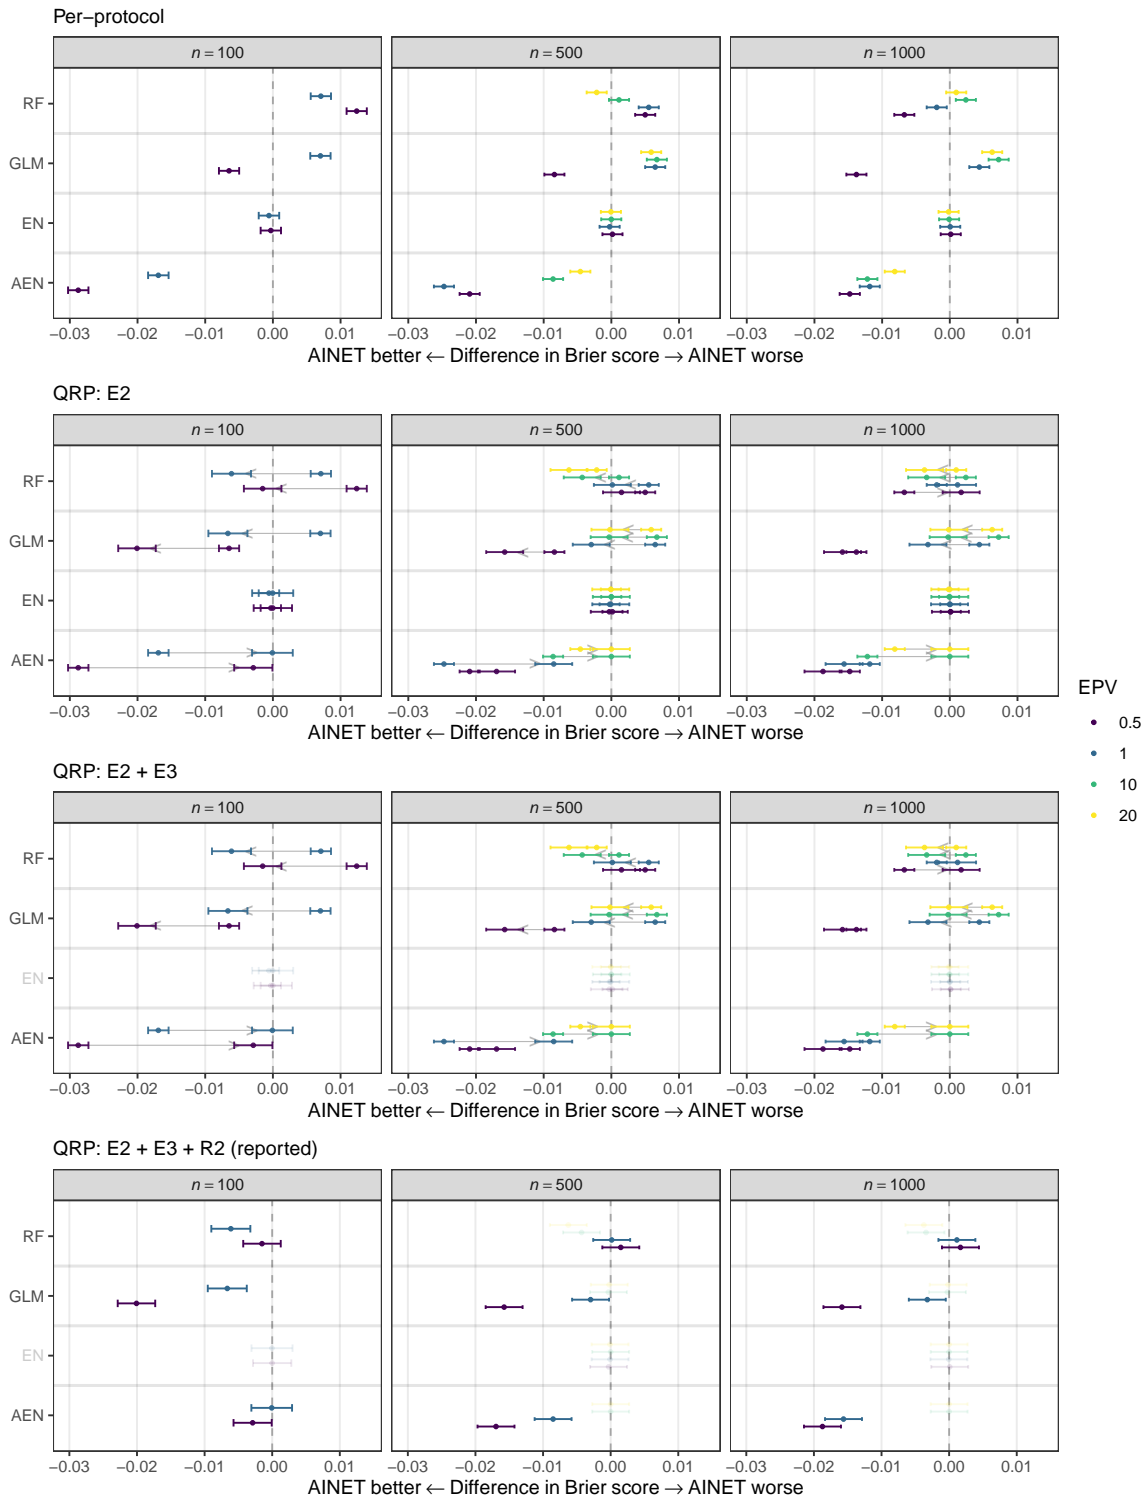 Per−protocol
n = 100
n = 500
n = 1000
RF
GLM
EN
AEN
−0.03 −0.02 −0.01 0.00 0.01 −0.03 −0.02 −0.01 0.00 0.01 −0.03 −0.02 −0.01 0.00 0.01
AINET better ← Difference in Brier score → AINET worse
QRP: E2
n = 100
n = 500
n = 1000
RF
GLM
EN
AEN
−0.03 −0.02 −0.01 0.00 0.01 −0.03 −0.02 −0.01 0.00 0.01 −0.03 −0.02 −0.01 0.00 0.01
AINET better ← Difference in Brier score → AINET worse
EPV
0.5
1
10
20
QRP: E2 + E3
n = 100
n = 500
n = 1000
RF
GLM
EN
AEN
−0.03 −0.02 −0.01 0.00 0.01 −0.03 −0.02 −0.01 0.00 0.01 −0.03 −0.02 −0.01 0.00 0.01
AINET better ← Difference in Brier score → AINET worse
QRP: E2 + E3 + R2 (reported)
n = 100
n = 500
n = 1000
RF
GLM
EN
AEN
−0.03 −0.02 −0.01 0.00 0.01 −0.03 −0.02 −0.01 0.00 0.01 −0.03 −0.02 −0.01 0.00 0.01
AINET better ← Difference in Brier score → AINET worse